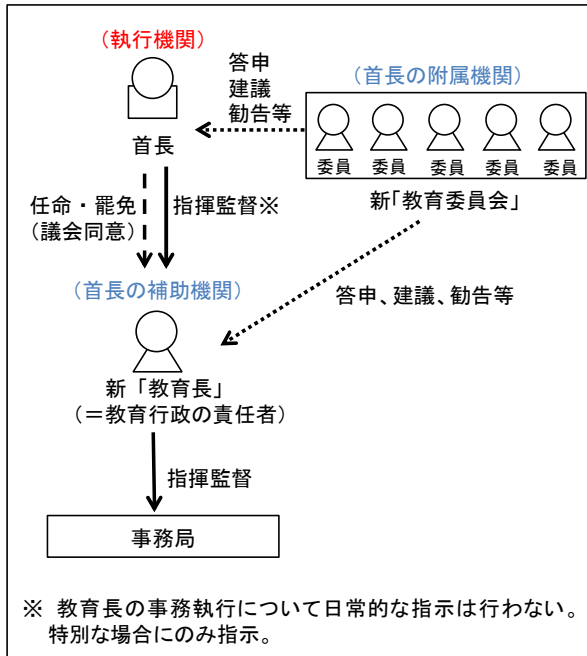 (執行機関)
首長
答申
建議
勧告等
(首長の附属機関)
委員 委員 委員 委員 委員
新「教育委員会」
任命・罷免
(議会同意)
指揮監督※
(首長の補助機関)
答申、建議、勧告等
新「教育長」
(=教育行政の責任者)
指揮監督
事務局
※ 教育長の事務執行について日常的な指示は行わない。
特別な場合にのみ指示。